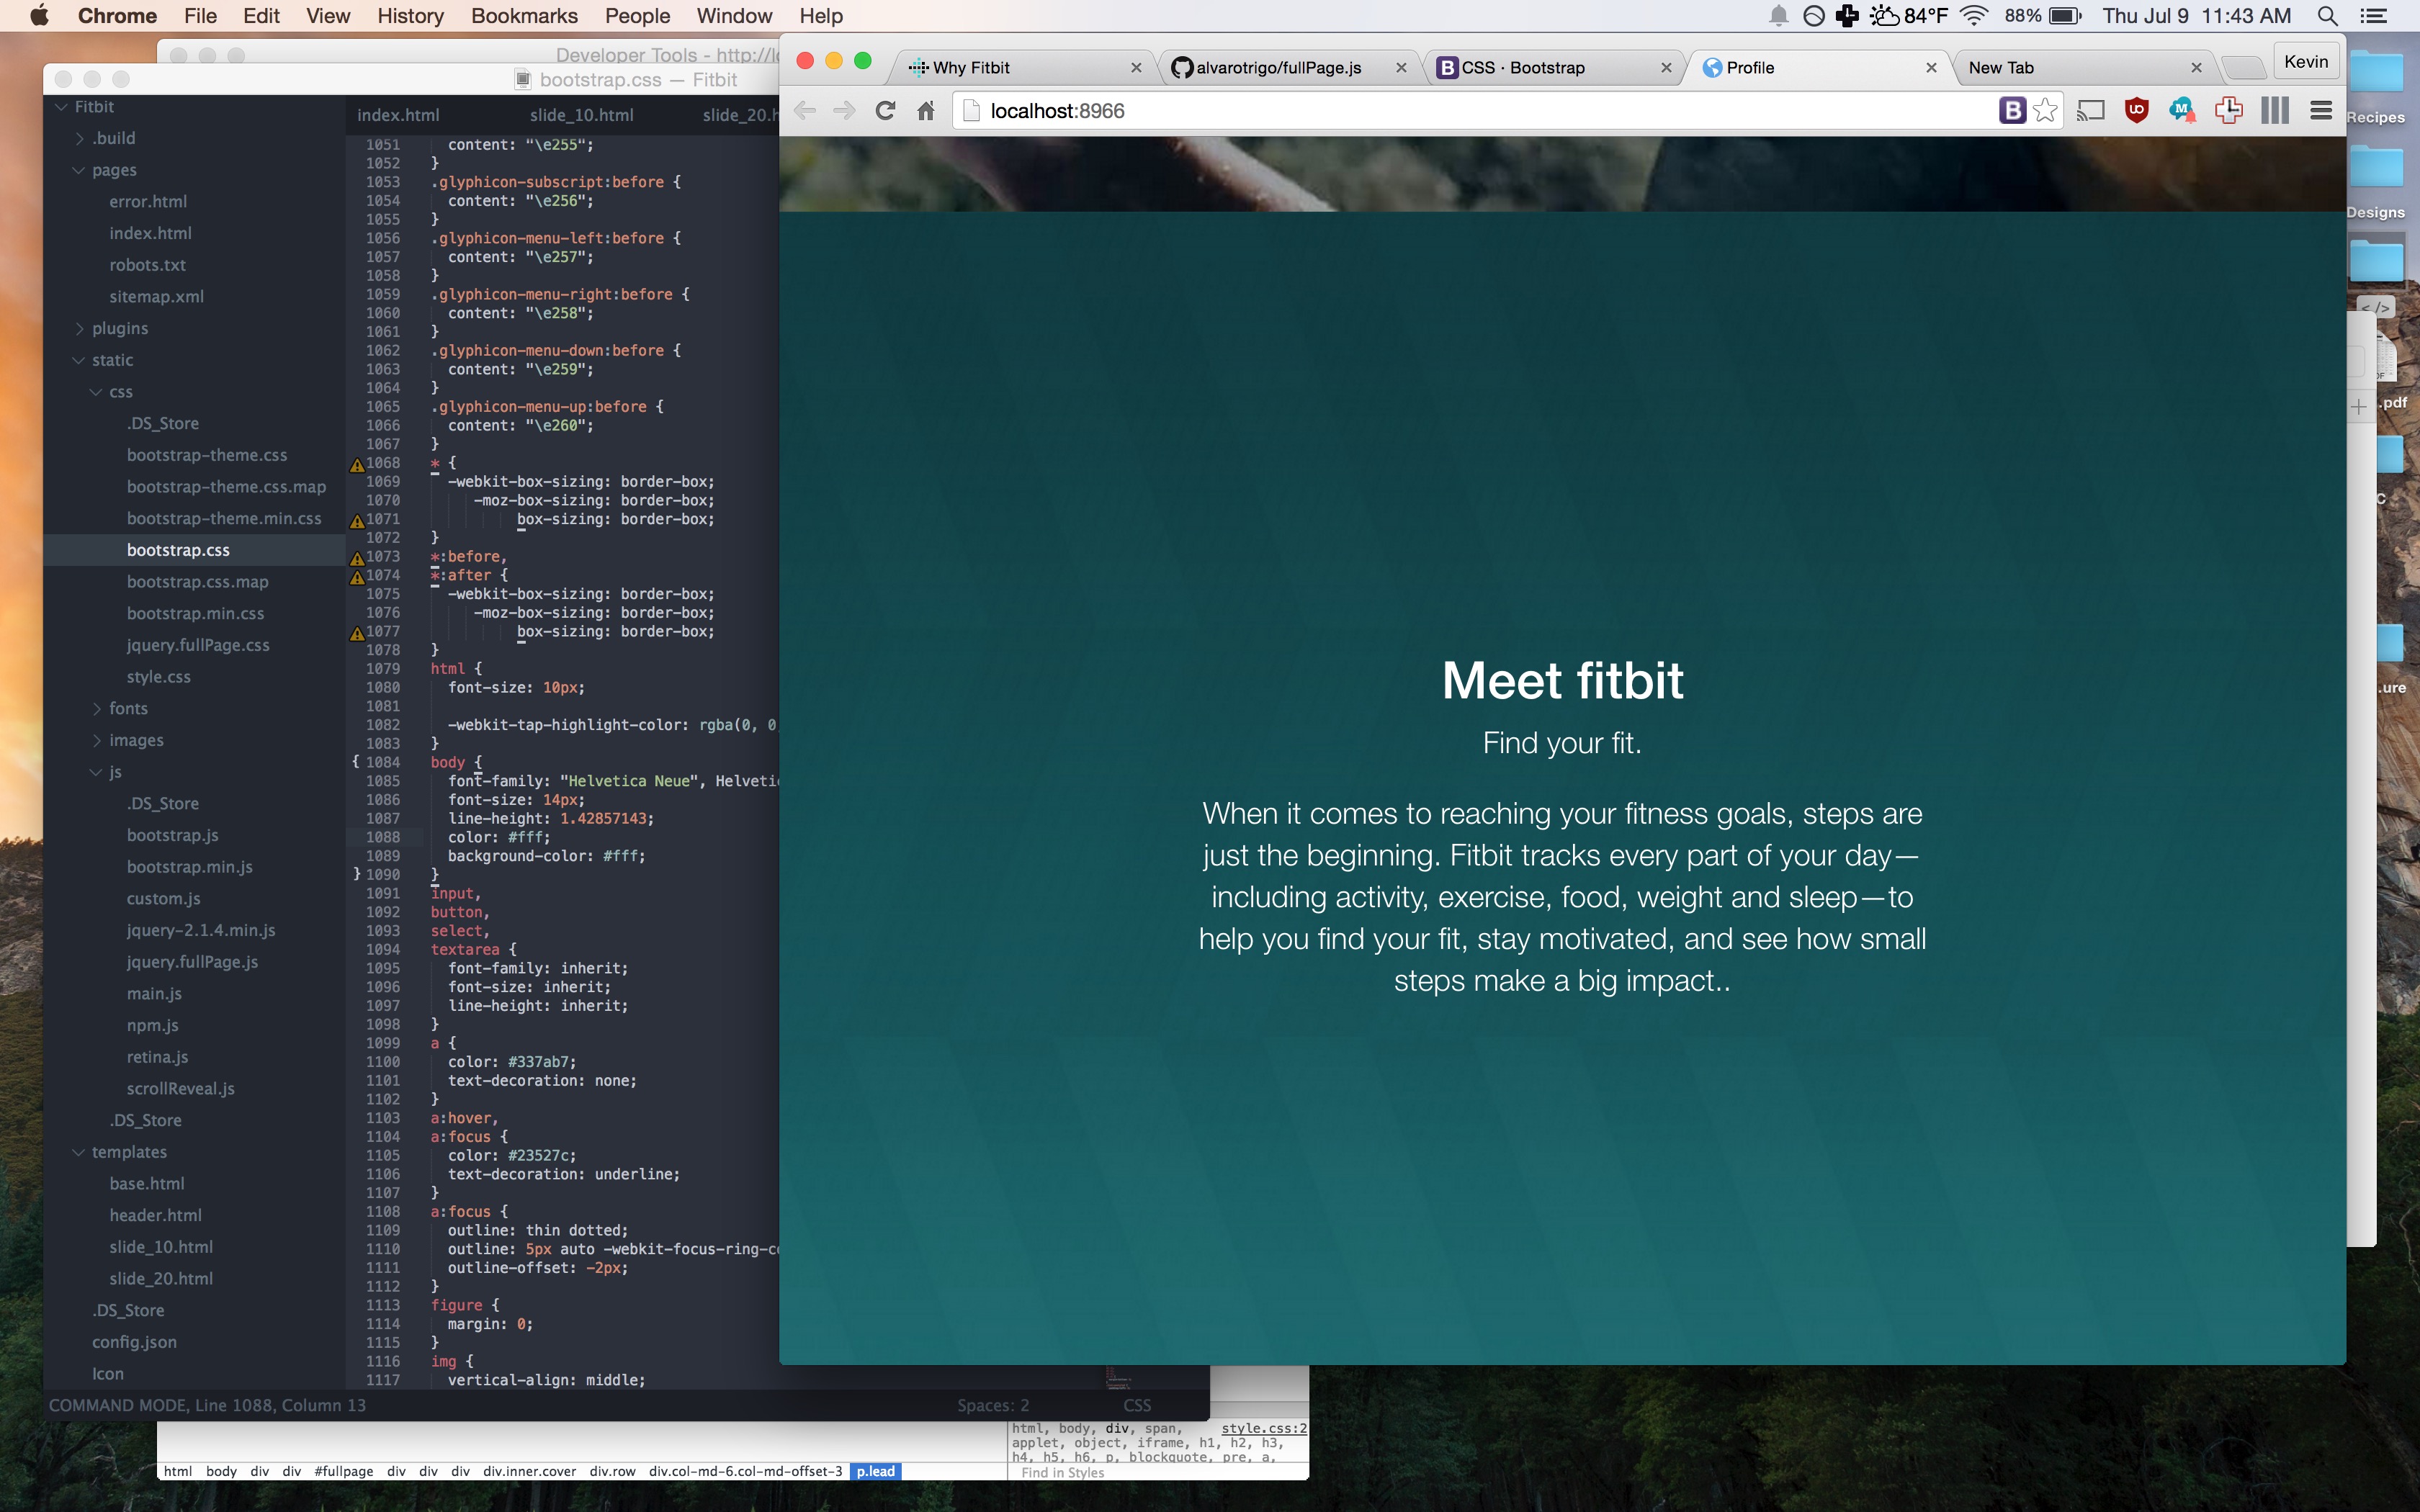 Chrome File Edit View History Bookmarks People Window Help
84°F 88% Thu Jul 9 11:43 AM
Developer Tools - http://
bootstrap.css — Fitbit
Fitbit
.build
pages
error.html
index.html
robots.txt
sitemap.xml
plugins
static
css
.DS_Store
bootstrap-theme.css
bootstrap-theme.css.map
bootstrap-theme.min.css
bootstrap.css
bootstrap.css.map
bootstrap.min.css
jquery.fullPage.css
style.css
fonts
images
js
.DS_Store
bootstrap.js
bootstrap.min.js
custom.js
jquery-2.1.4.min.js
jquery.fullPage.js
main.js
npm.js
retina.js
scrollReveal.js
.DS_Store
templates
base.html
header.html
slide_10.html
slide_20.html
.DS_Store
config.json
Icon
index.html slide_10.html slide_20.h
1051 content: "\e255";
1052 }
1053 .glyphicon-subscript:before {
1054 content: "\e256";
1055 }
1056 .glyphicon-menu-left:before {
1057 content: "\e257";
1058 }
1059 .glyphicon-menu-right:before {
1060 content: "\e258";
1061 }
1062 .glyphicon-menu-down:before {
1063 content: "\e259";
1064 }
1065 .glyphicon-menu-up:before {
1066 content: "\e260";
1067 }
1068 * {
1069 -webkit-box-sizing: border-box;
1070 -moz-box-sizing: border-box;
1071 box-sizing: border-box;
1072 }
1073 *:before,
1074 *:after {
1075 -webkit-box-sizing: border-box;
1076 -moz-box-sizing: border-box;
1077 box-sizing: border-box;
1078 }
1079 html {
1080 font-size: 10px;
1081
1082 -webkit-tap-highlight-color: rgba(0, 0
1083 }
{ 1084 body {
1085 font-family: "Helvetica Neue", Helveti
1086 font-size: 14px;
1087 line-height: 1.42857143;
1088 color: #fff;
1089 background-color: #fff;
} 1090 }
1091 input,
1092 button,
1093 select,
1094 textarea {
1095 font-family: inherit;
1096 font-size: inherit;
1097 line-height: inherit;
1098 }
1099 a {
1100 color: #337ab7;
1101 text-decoration: none;
1102 }
1103 a:hover,
1104 a:focus {
1105 color: #23527c;
1106 text-decoration: underline;
1107 }
1108 a:focus {
1109 outline: thin dotted;
1110 outline: 5px auto -webkit-focus-ring-c
1111 outline-offset: -2px;
1112 }
1113 figure {
1114 margin: 0;
1115 }
1116 img {
1117 vertical-align: middle;
COMMAND MODE, Line 1088, Column 13 Spaces: 2 CSS
html, body, div, span, style.css:2
applet, object, iframe, h1, h2, h3,
h4, h5, h6, p, blockquote, pre, a,
html body div div #fullpage div div div div.inner.cover div.row div.col-md-6.col-md-offset-3 p.lead Find in Styles
Why Fitbit alvarotrigo/fullPage.js B CSS · Bootstrap Profile New Tab Kevin
localhost:8966 B
Meet fitbit
Find your fit.
When it comes to reaching your fitness goals, steps are
just the beginning. Fitbit tracks every part of your day—
including activity, exercise, food, weight and sleep—to
help you find your fit, stay motivated, and see how small
steps make a big impact..
Recipes
Designs
</>
.pdf
.ure